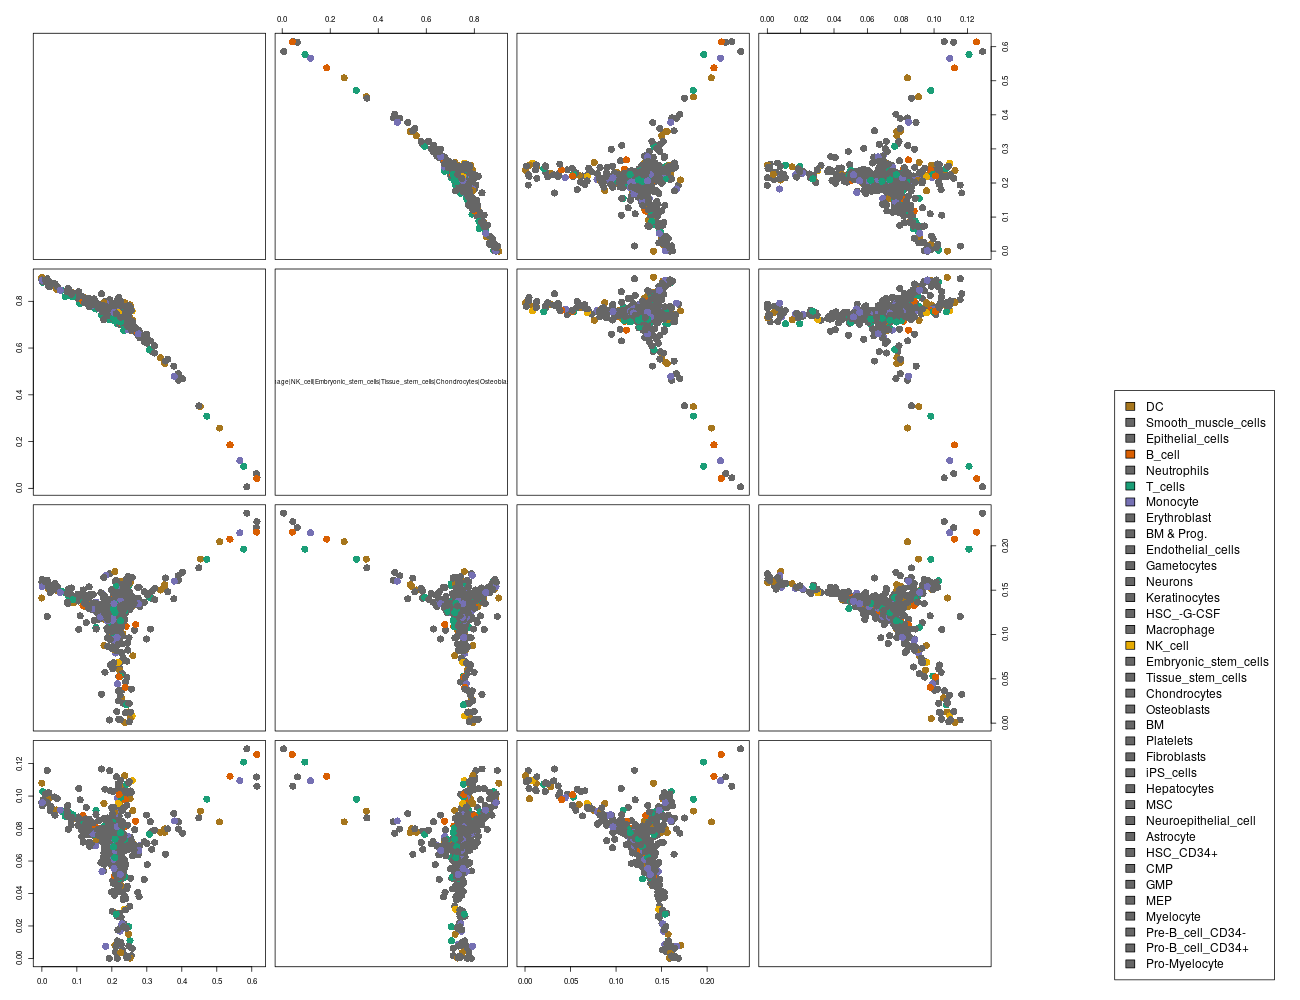 0.0 0.2 0.4 0.6 0.8
0.00 0.02 0.04 0.06 0.08 0.10 0.12
0.6
0.5
0.4
0.3
0.2
0.1
0.0
0.8
0.6
0.4
0.2
0.0
age|NK_cell|Embryonic_stem_cells|Tissue_stem_cells|Chondrocytes|Osteobla
0.20
0.15
0.10
0.05
0.00
0.12
0.10
0.08
0.06
0.04
0.02
0.00
0.0 0.1 0.2 0.3 0.4 0.5 0.6
0.00 0.05 0.10 0.15 0.20
DC
Smooth_muscle_cells
Epithelial_cells
B_cell
Neutrophils
T_cells
Monocyte
Erythroblast
BM & Prog.
Endothelial_cells
Gametocytes
Neurons
Keratinocytes
HSC_-G-CSF
Macrophage
NK_cell
Embryonic_stem_cells
Tissue_stem_cells
Chondrocytes
Osteoblasts
BM
Platelets
Fibroblasts
iPS_cells
Hepatocytes
MSC
Neuroepithelial_cell
Astrocyte
HSC_CD34+
CMP
GMP
MEP
Myelocyte
Pre-B_cell_CD34-
Pro-B_cell_CD34+
Pro-Myelocyte